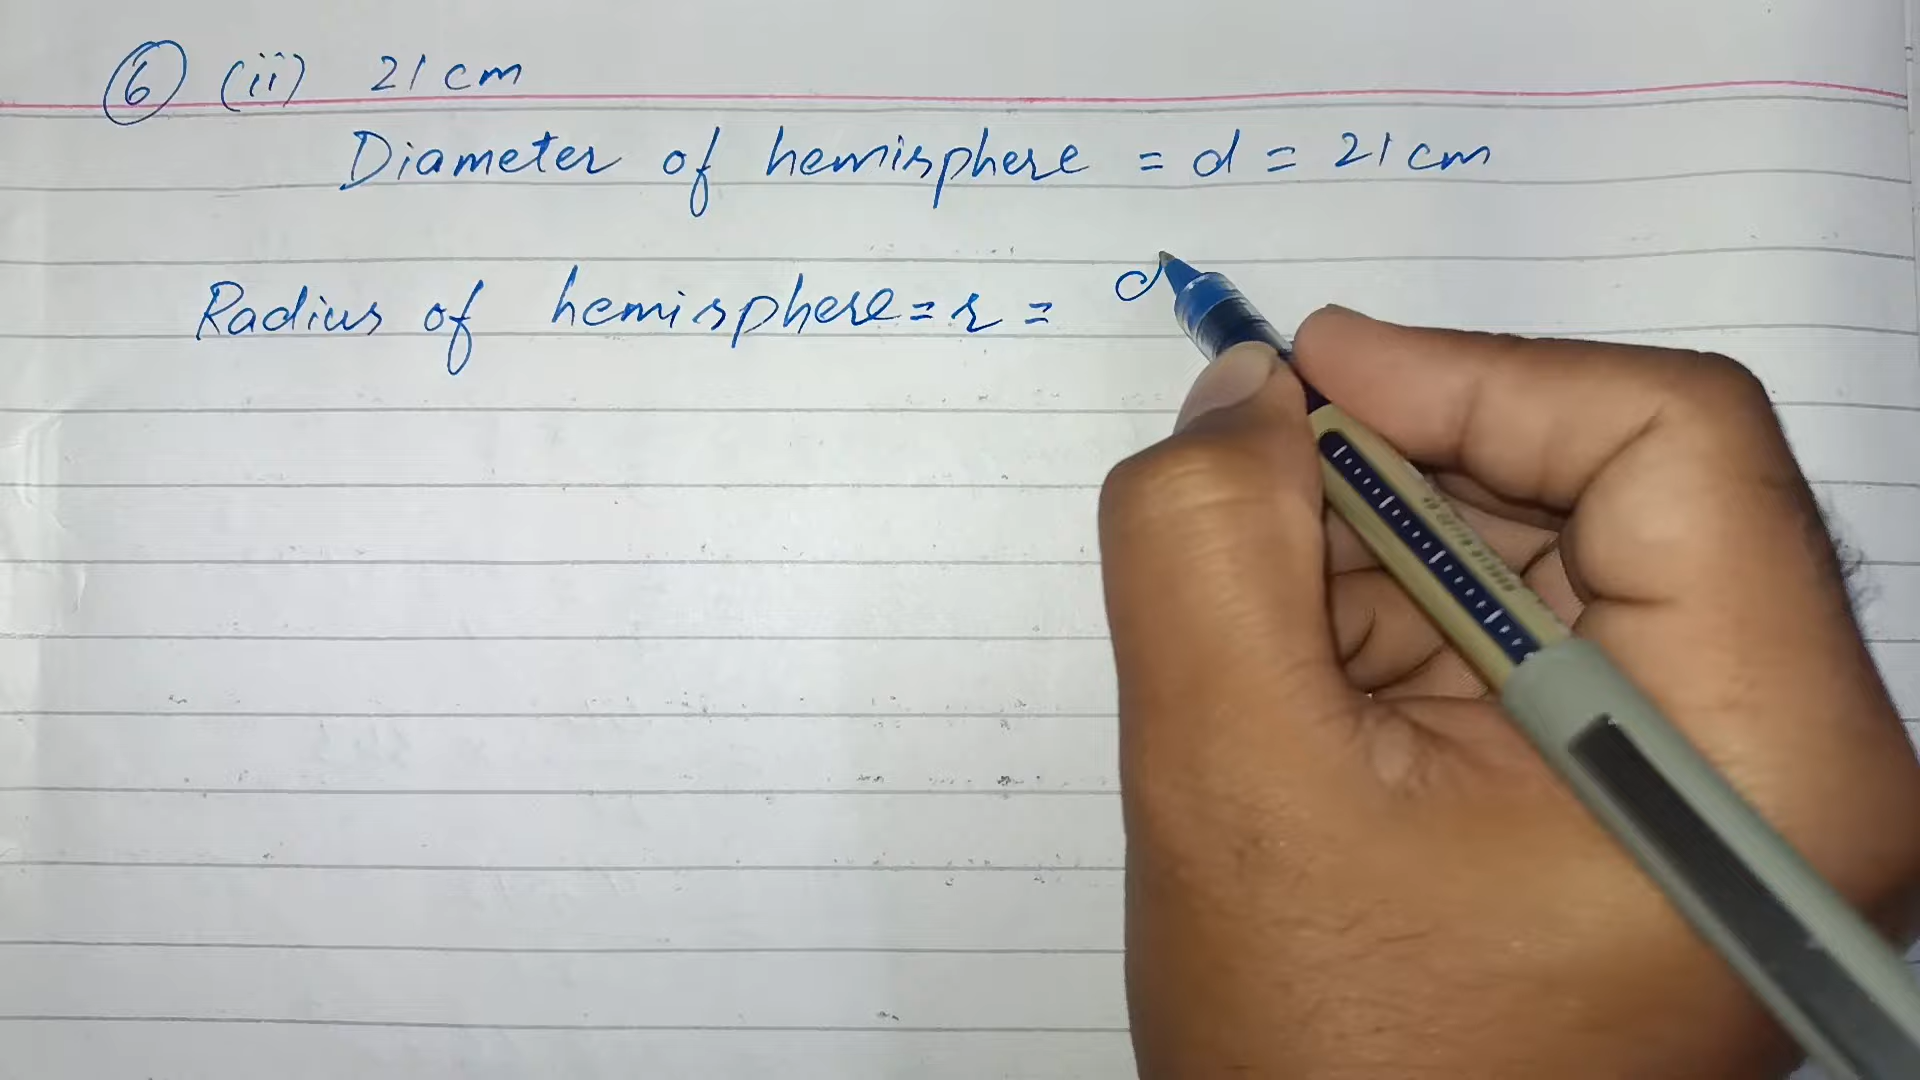 6 (ii) 21 cm
Diameter of hemisphere = d = 21 cm
Radius of hemisphere = r = d